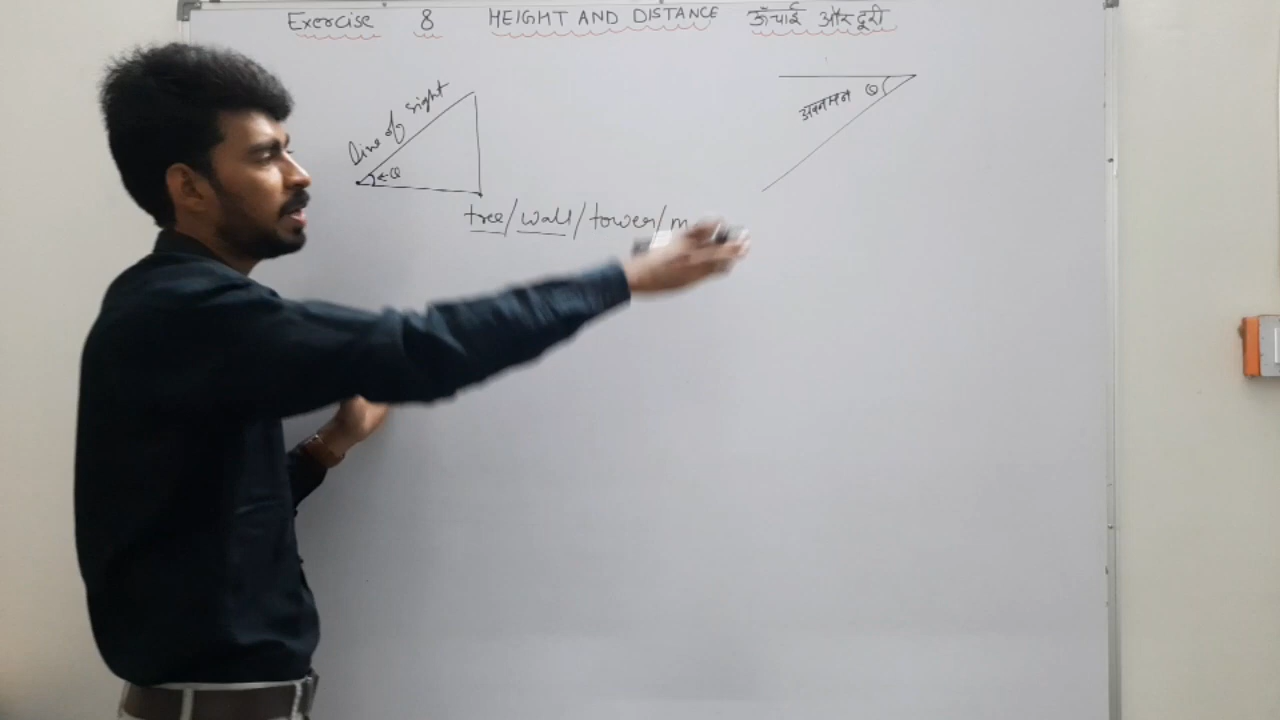 Exercise 8 HEIGHT AND DISTANCE ऊँचाई और दूरी
line of sight
θ
अवनमन θ
tree/wall/tower/m